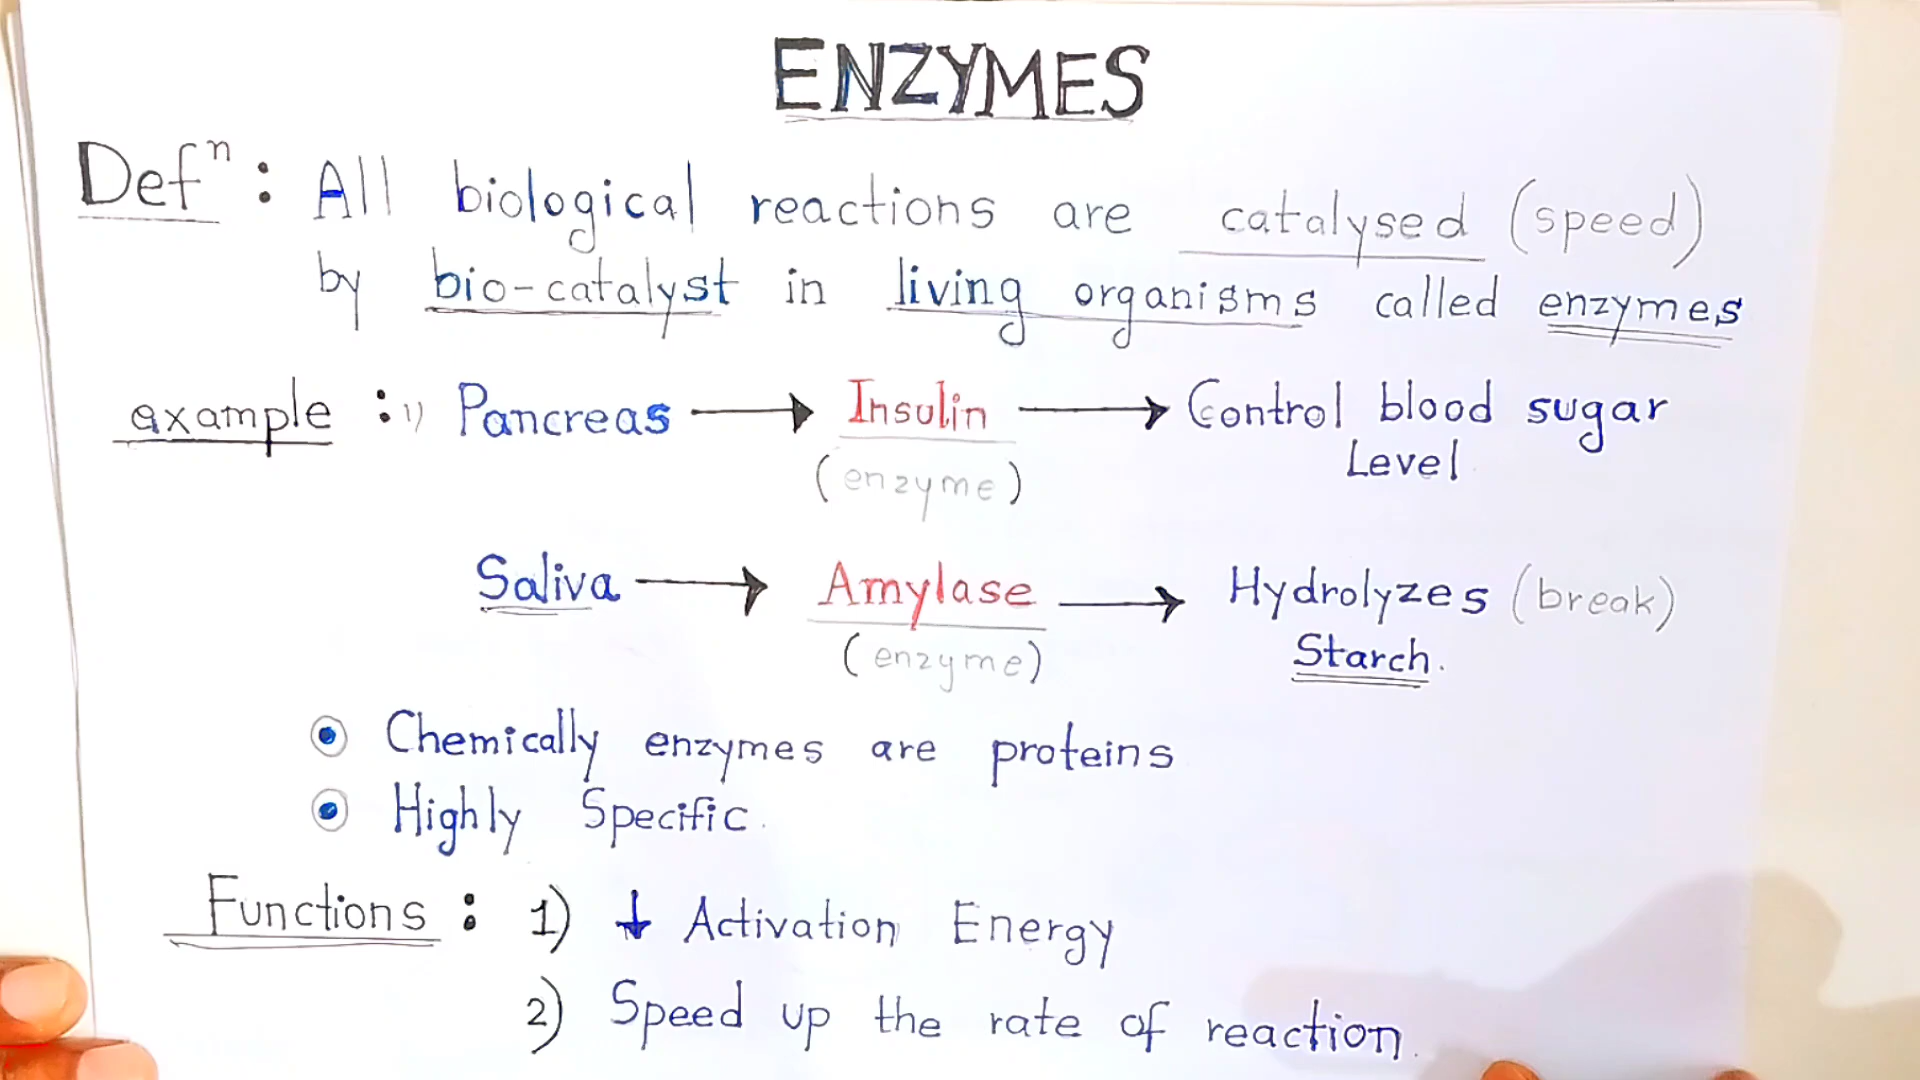 ENZYMES
Defⁿ : All biological reactions are catalysed (speed)
by bio-catalyst in living organisms called enzymes
example : 1) Pancreas → Insulin → Control blood sugar
Level
(enzyme)
Saliva → Amylase → Hydrolyzes (break)
(enzyme) Starch.
• Chemically enzymes are proteins
• Highly Specific.
Functions : 1) ↓ Activation Energy
2) Speed up the rate of reaction.